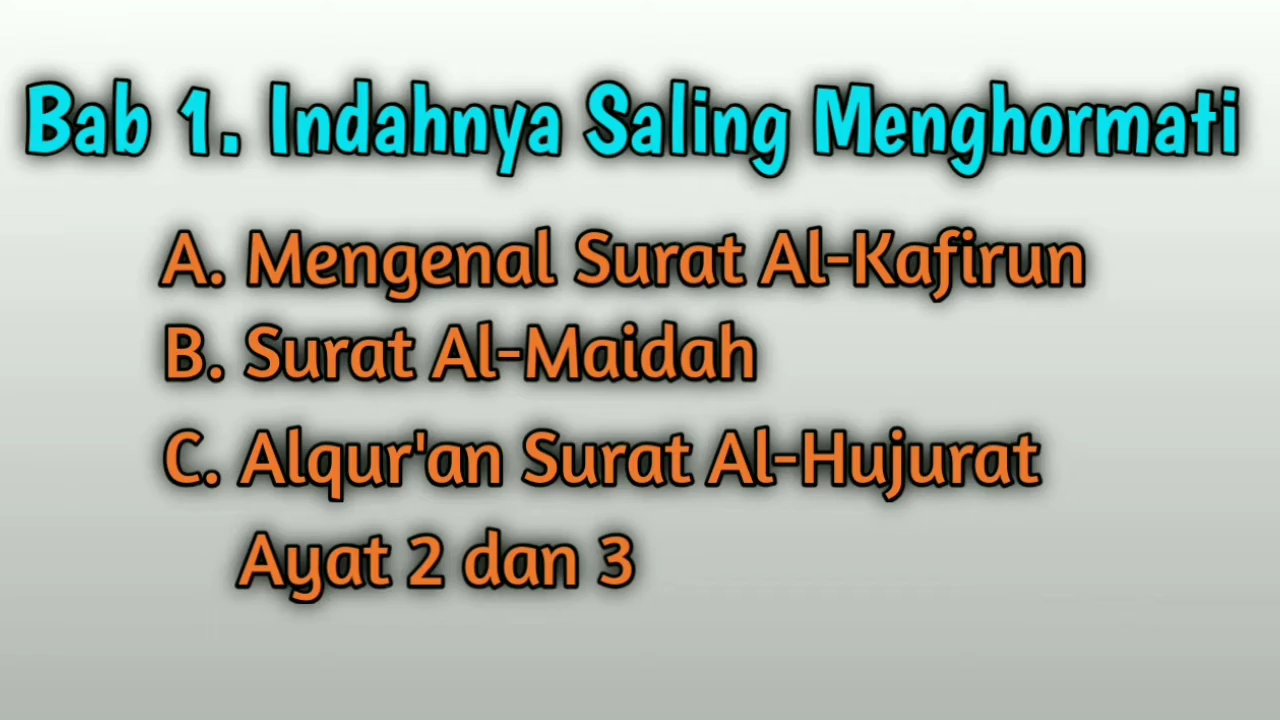 Bab 1. Indahnya Saling Menghormati
A. Mengenal Surat Al-Kafirun
B. Surat Al-Maidah
C. Alqur'an Surat Al-Hujurat
Ayat 2 dan 3